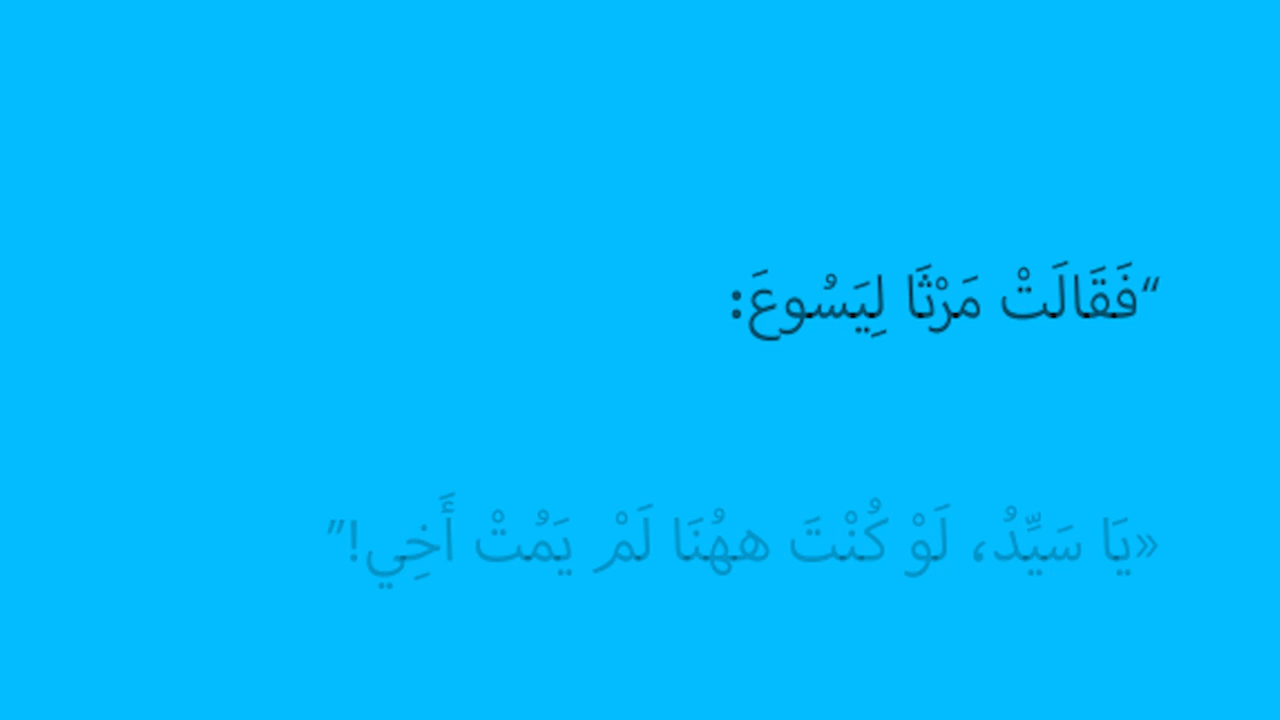 “فَقَالَتْ مَرْثَا لِيَسُوعَ:
«يَا سَيِّدُ، لَوْ كُنْتَ ههُنَا لَمْ يَمُتْ أَخِي!”